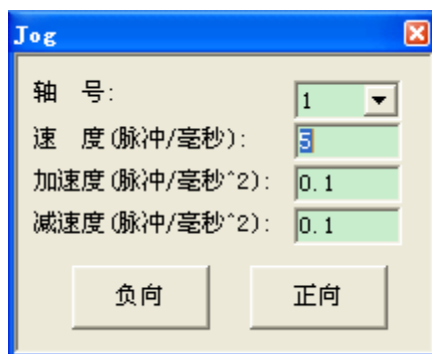 Jog
轴 号: 1
速 度(脉冲/毫秒): 5
加速度(脉冲/毫秒^2): 0.1
减速度(脉冲/毫秒^2): 0.1
负向 正向